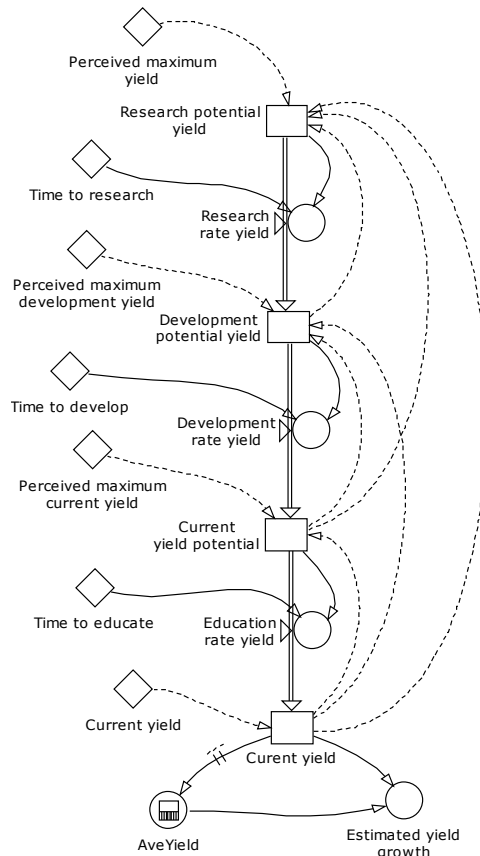 Perceived maximum
yield
Research potential
yield
Time to research
Research
rate yield
Perceived maximum
development yield
Development
potential yield
Time to develop
Development
rate yield
Perceived maximum
current yield
Current
yield potential
Time to educate
Education
rate yield
Current yield
Curent yield
AveYield
Estimated yield
growth